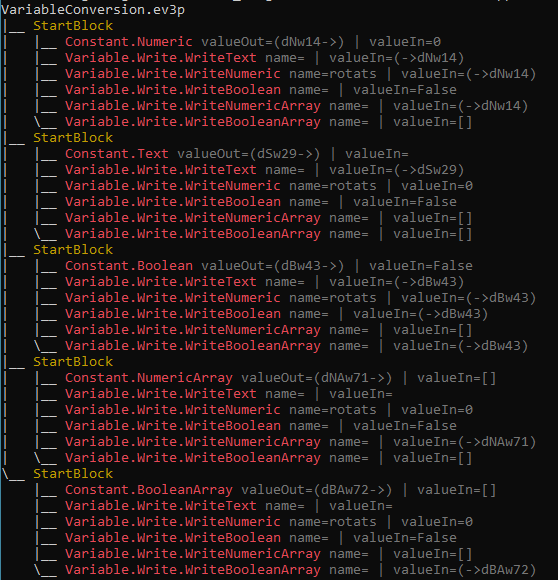 VariableConversion.ev3p
|__ StartBlock
|   |__ Constant.Numeric valueOut=(dNw14->) | valueIn=0
|   |__ Variable.Write.WriteText name= | valueIn=(->dNw14)
|   |__ Variable.Write.WriteNumeric name=rotats | valueIn=(->dNw14)
|   |__ Variable.Write.WriteBoolean name= | valueIn=False
|   |__ Variable.Write.WriteNumericArray name= | valueIn=(->dNw14)
|   \__ Variable.Write.WriteBooleanArray name= | valueIn=[]
|__ StartBlock
|   |__ Constant.Text valueOut=(dSw29->) | valueIn=
|   |__ Variable.Write.WriteText name= | valueIn=(->dSw29)
|   |__ Variable.Write.WriteNumeric name=rotats | valueIn=0
|   |__ Variable.Write.WriteBoolean name= | valueIn=False
|   |__ Variable.Write.WriteNumericArray name= | valueIn=[]
|   \__ Variable.Write.WriteBooleanArray name= | valueIn=[]
|__ StartBlock
|   |__ Constant.Boolean valueOut=(dBw43->) | valueIn=False
|   |__ Variable.Write.WriteText name= | valueIn=(->dBw43)
|   |__ Variable.Write.WriteNumeric name=rotats | valueIn=(->dBw43)
|   |__ Variable.Write.WriteBoolean name= | valueIn=(->dBw43)
|   |__ Variable.Write.WriteNumericArray name= | valueIn=[]
|   \__ Variable.Write.WriteBooleanArray name= | valueIn=(->dBw43)
|__ StartBlock
|   |__ Constant.NumericArray valueOut=(dNAw71->) | valueIn=[]
|   |__ Variable.Write.WriteText name= | valueIn=
|   |__ Variable.Write.WriteNumeric name=rotats | valueIn=0
|   |__ Variable.Write.WriteBoolean name= | valueIn=False
|   |__ Variable.Write.WriteNumericArray name= | valueIn=(->dNAw71)
|   \__ Variable.Write.WriteBooleanArray name= | valueIn=[]
\__ StartBlock
    |__ Constant.BooleanArray valueOut=(dBAw72->) | valueIn=[]
    |__ Variable.Write.WriteText name= | valueIn=
    |__ Variable.Write.WriteNumeric name=rotats | valueIn=0
    |__ Variable.Write.WriteBoolean name= | valueIn=False
    |__ Variable.Write.WriteNumericArray name= | valueIn=[]
    \__ Variable.Write.WriteBooleanArray name= | valueIn=(->dBAw72)